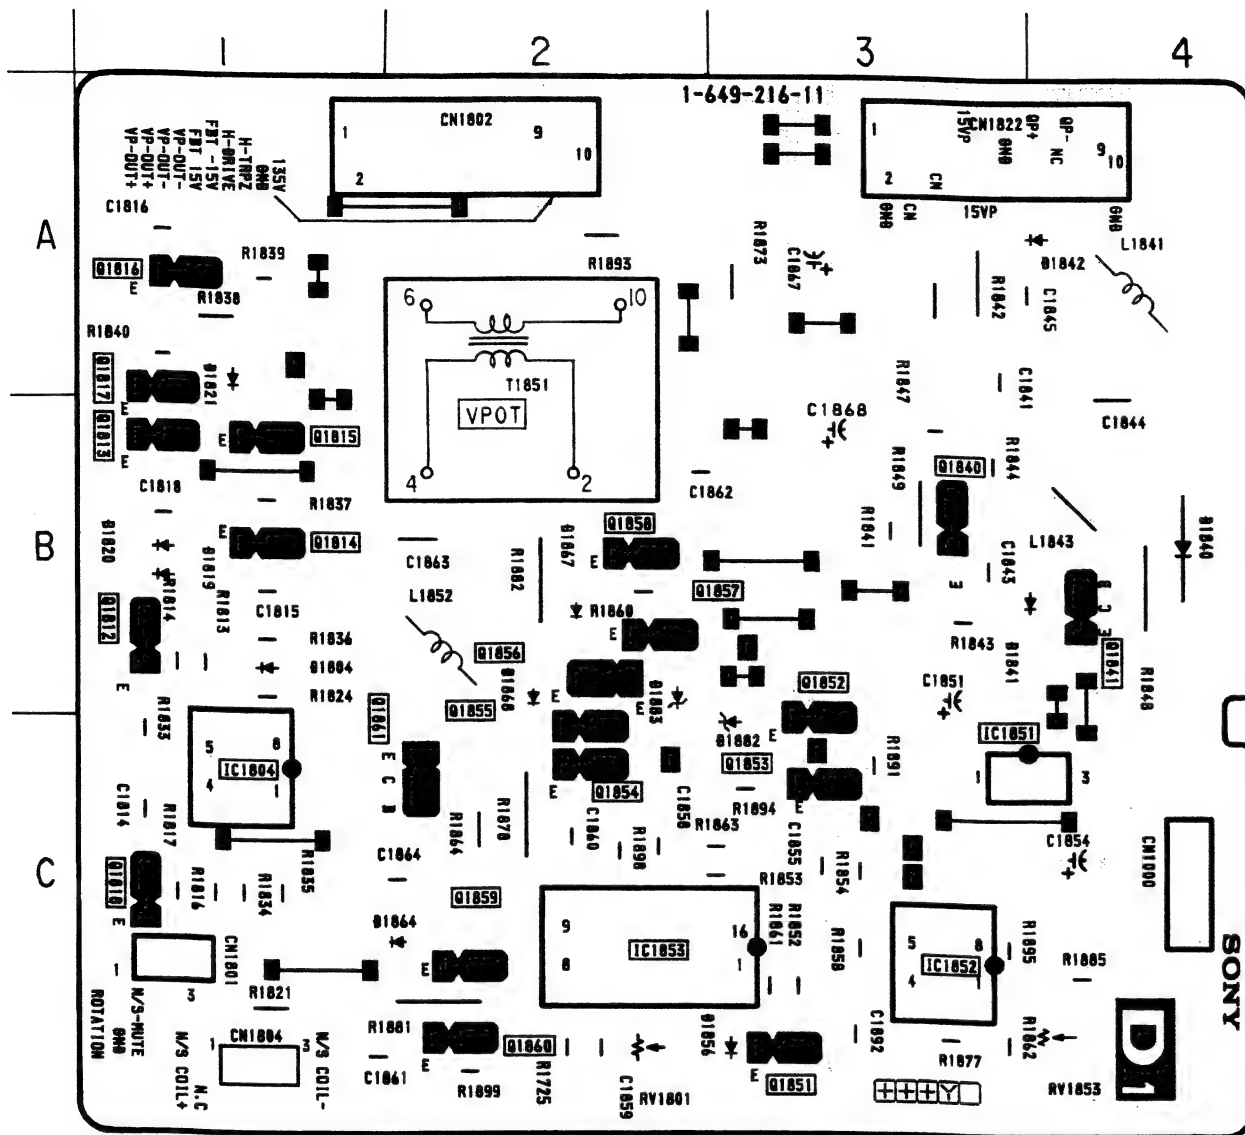 1 2 3 4
1-649-216-11
CN1802
1 9
10
2
VP-OUT+
VP-OUT+
VP-OUT-
VP-OUT-
FBT 15V
FBT -15V
H-DRIVE
H-TRPZ
GND
135V
CN1822
1
15VP
GND
QP+
QP-
NC
9
10
2
CN
GND
CN
15VP
GND
A
C1816
Q1816
E
R1839
R1838
R1893
R1873
C1867
R1842
D1842
C1845
L1841
R1840
Q1817
E
D1821
6 10
T1851
VPOT
4 2
R1847
C1841
C1844
C1868
Q1813
E
E
Q1815
C1818
R1837
C1862
R1849
Q1840
R1844
B
D1820
D1819
Q1814
C1863
R1882
D1867
Q1858
E
R1841
L1843
D1840
C1843
E
B
C
E
Q1812
R1814
R1813
C1815
L1852
R1860
Q1857
E
R1836
D1804
R1824
Q1856
D1868
E
R1843
D1841
Q1841
R1848
E
Q1861
Q1855
E
D1883
Q1852
C1851
R1833
5 8
IC1804
4 1
E
C
B
D1882
E
Q1853
IC1851
1 3
R1891
E
Q1854
E
R1894
C1814
R1817
R1864
R1878
C1860
R1898
C1858
R1863
C1855
C1854
CN1000
C
Q1818
E
R1816
R1834
R1835
C1864
Q1859
R1853
R1854
D1864
9 16
IC1853
8 1
R1861
R1852
R1858
5 8
IC1852
4 1
R1895
R1885
SONY
E
CN1801
1
3
R1821
ROTATION
GND
N/S-MUTE
N/S COIL+
N.C
1
CN1804
3
N/S COIL-
R1881
C1861
E
R1899
Q1860
R1725
C1859
RV1801
D1856
E
Q1851
C1892
R1877
R1862
RV1853
Y
D1